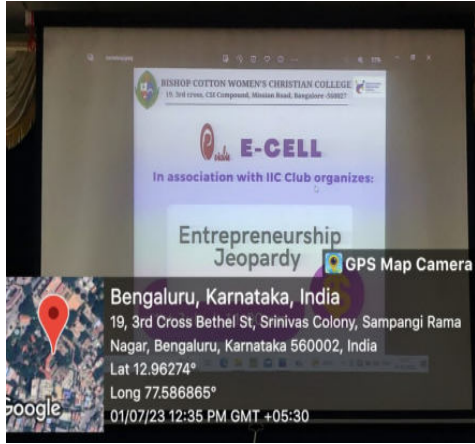 BISHOP COTTON WOMEN'S CHRISTIAN COLLEGE
19, 3rd cross, CSI Compound, Mission Road, Bangalore -560027
E-CELL
In association with IIC Club organizes:
Entrepreneurship
Jeopardy
GPS Map Camera
Bengaluru, Karnataka, India
19, 3rd Cross Bethel St, Srinivas Colony, Sampangi Rama
Nagar, Bengaluru, Karnataka 560002, India
Lat 12.96274°
Long 77.586865°
01/07/23 12:35 PM GMT +05:30
Google